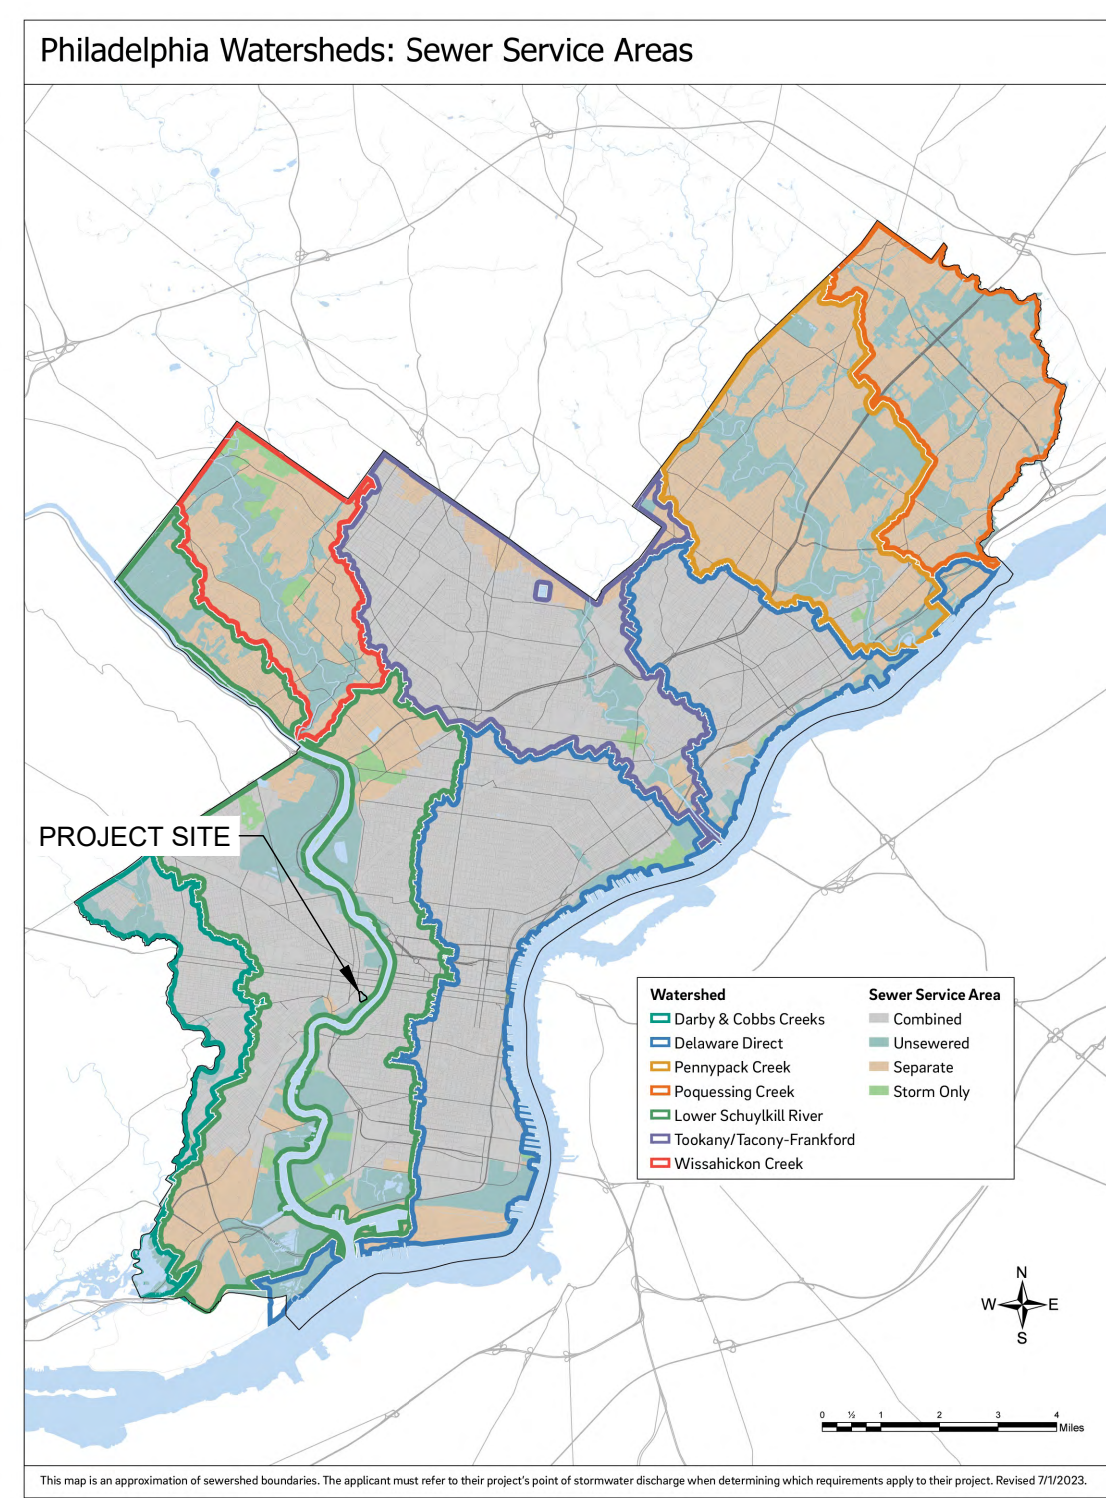 Philadelphia Watersheds: Sewer Service Areas
PROJECT SITE
Watershed
Darby & Cobbs Creeks
Delaware Direct
Pennypack Creek
Poquessing Creek
Lower Schuylkill River
Tookany/Tacony-Frankford
Wissahickon Creek
Sewer Service Area
Combined
Unsewered
Separate
Storm Only
N
W E
S
0 ½ 1 2 3 4
Miles
This map is an approximation of sewershed boundaries. The applicant must refer to their project's point of stormwater discharge when determining which requirements apply to their project. Revised 7/1/2023.